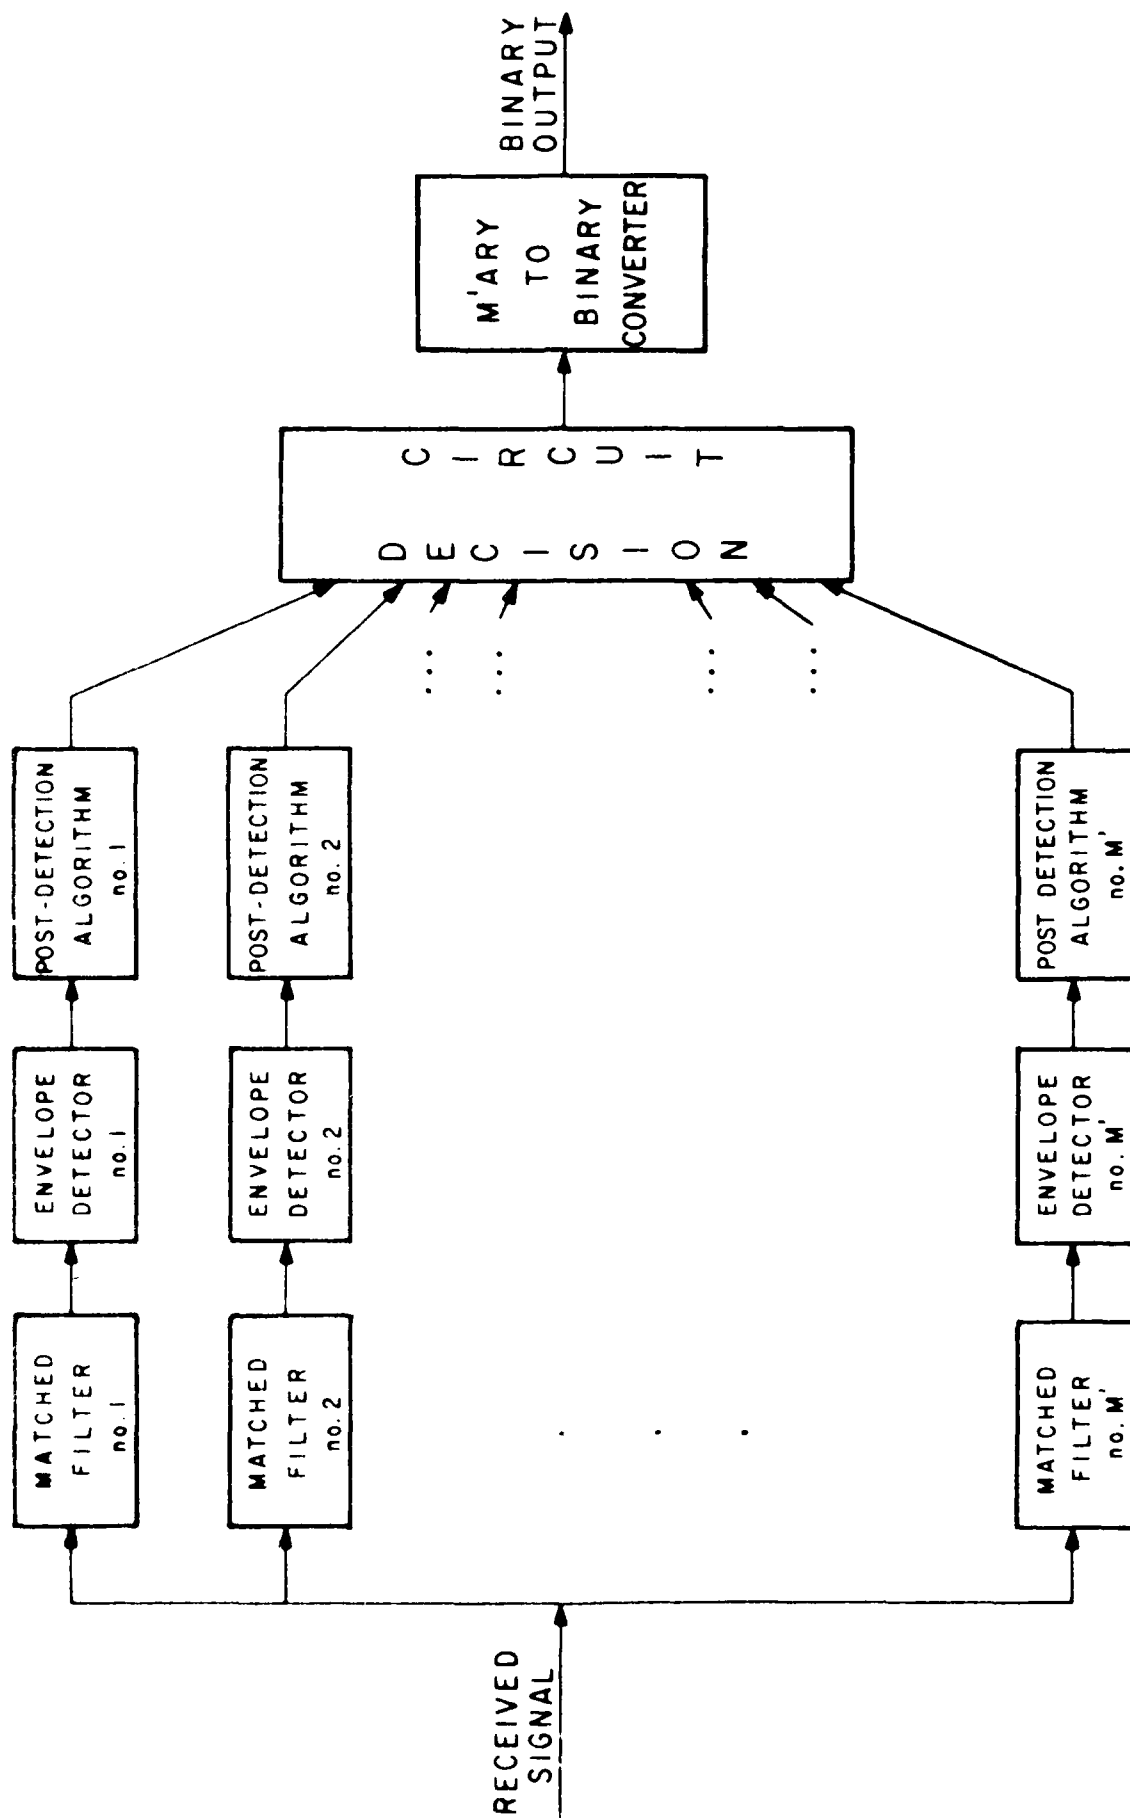 RECEIVED
SIGNAL
MATCHED
FILTER
no.1
ENVELOPE
DETECTOR
no.1
POST-DETECTION
ALGORITHM
no.1
MATCHED
FILTER
no.2
ENVELOPE
DETECTOR
no.2
POST-DETECTION
ALGORITHM
no.2
. . .
. . .
. . .
. . .
. . .
MATCHED
FILTER
no.M'
ENVELOPE
DETECTOR
no.M'
POST DETECTION
ALGORITHM
no.M'
DECISION
CIRCUIT
M'ARY
TO
BINARY
CONVERTER
BINARY
OUTPUT